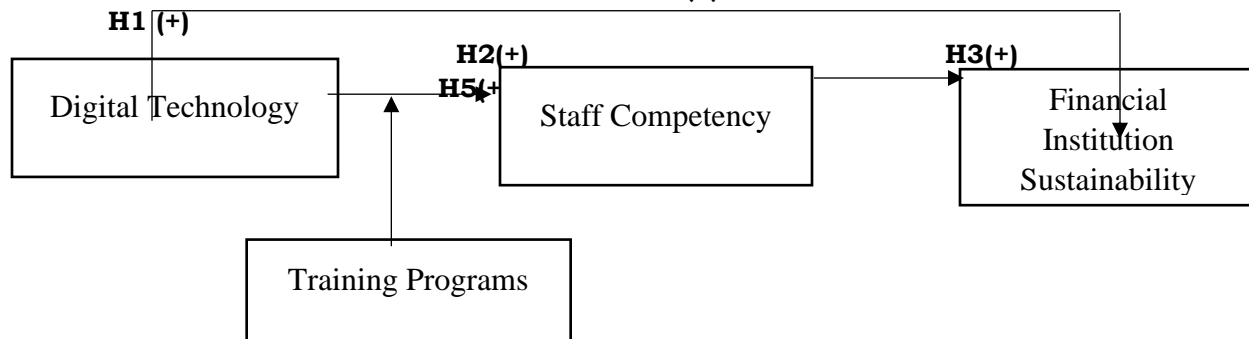 H1 (+)
H2(+)
H3(+)
H5(+
Digital Technology
Staff Competency
Financial
Institution
Sustainability
Training Programs